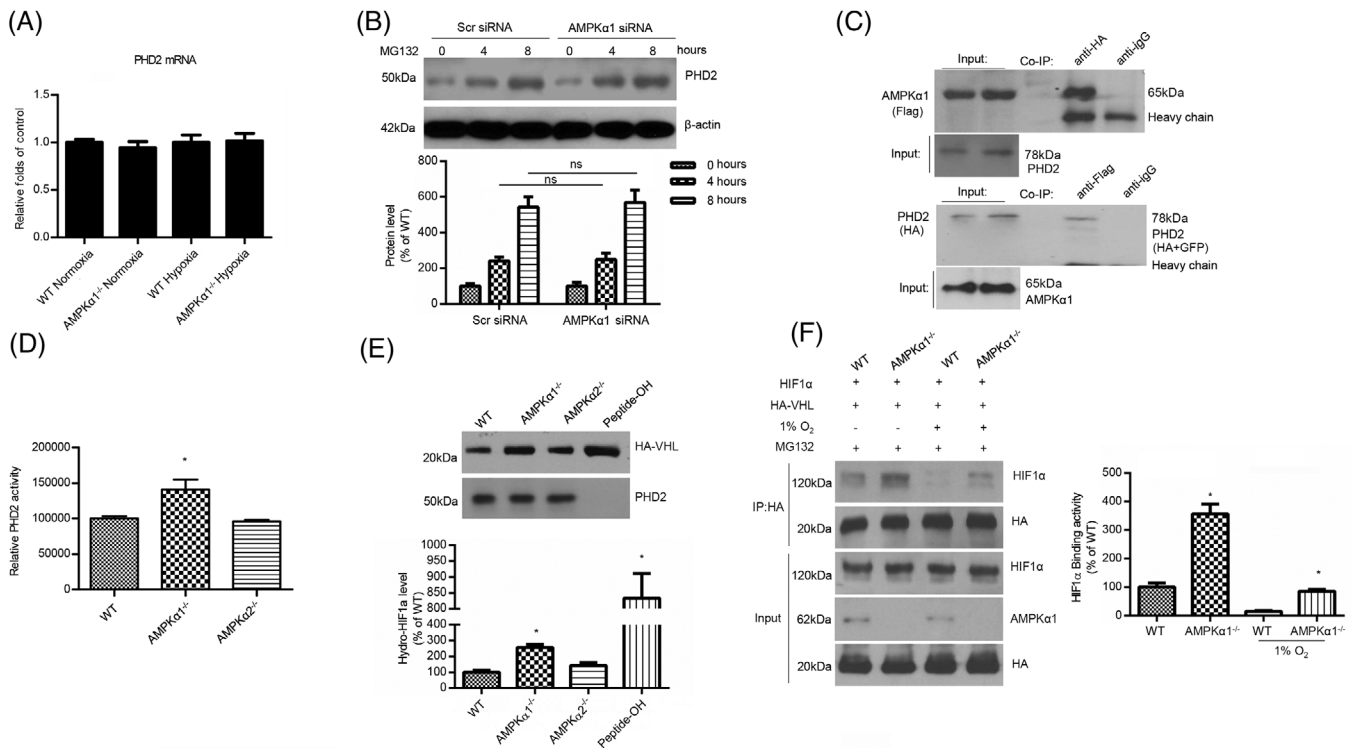 (A)
PHD2 mRNA
Relative folds of control
1.5
1.0
0.5
0.0
WT Normoxia
AMPKα1-/- Normoxia
WT Hypoxia
AMPKα1-/- Hypoxia
(B)
Scr siRNA
AMPKα1 siRNA
MG132
0
4
8
0
4
8
hours
50kDa
PHD2
42kDa
β-actin
Protein level
(% of WT)
800
600
400
200
0
ns
ns
0 hours
4 hours
8 hours
Scr siRNA
AMPKα1 siRNA
(C)
Input:
Co-IP:
anti-HA
anti-IgG
AMPKα1
(Flag)
65kDa
Heavy chain
Input:
78kDa
PHD2
Input:
Co-IP:
anti-Flag
anti-IgG
PHD2
(HA)
78kDa
PHD2
(HA+GFP)
Heavy chain
Input:
65kDa
AMPKα1
(D)
Relative PHD2 activity
200000
150000
100000
50000
0
*
WT
AMPKα1-/-
AMPKα2-/-
(E)
WT
AMPKα1-/-
AMPKα2-/-
Peptide-OH
20kDa
HA-VHL
50kDa
PHD2
Hydro-HIF1a level
(% of WT)
1000
950
900
850
800
400
300
200
100
0
*
*
WT
AMPKα1-/-
AMPKα2-/-
Peptide-OH
(F)
WT
AMPKα1-/-
WT
AMPKα1-/-
HIF1α + + + +
HA-VHL + + + +
1% O2 - - + +
MG132 + + + +
IP:HA
120kDa
HIF1α
20kDa
HA
Input
120kDa
HIF1α
62kDa
AMPKα1
20kDa
HA
HIF1α Binding activity
(% of WT)
500
400
300
200
100
0
*
*
WT
AMPKα1-/-
WT
AMPKα1-/-
1% O2